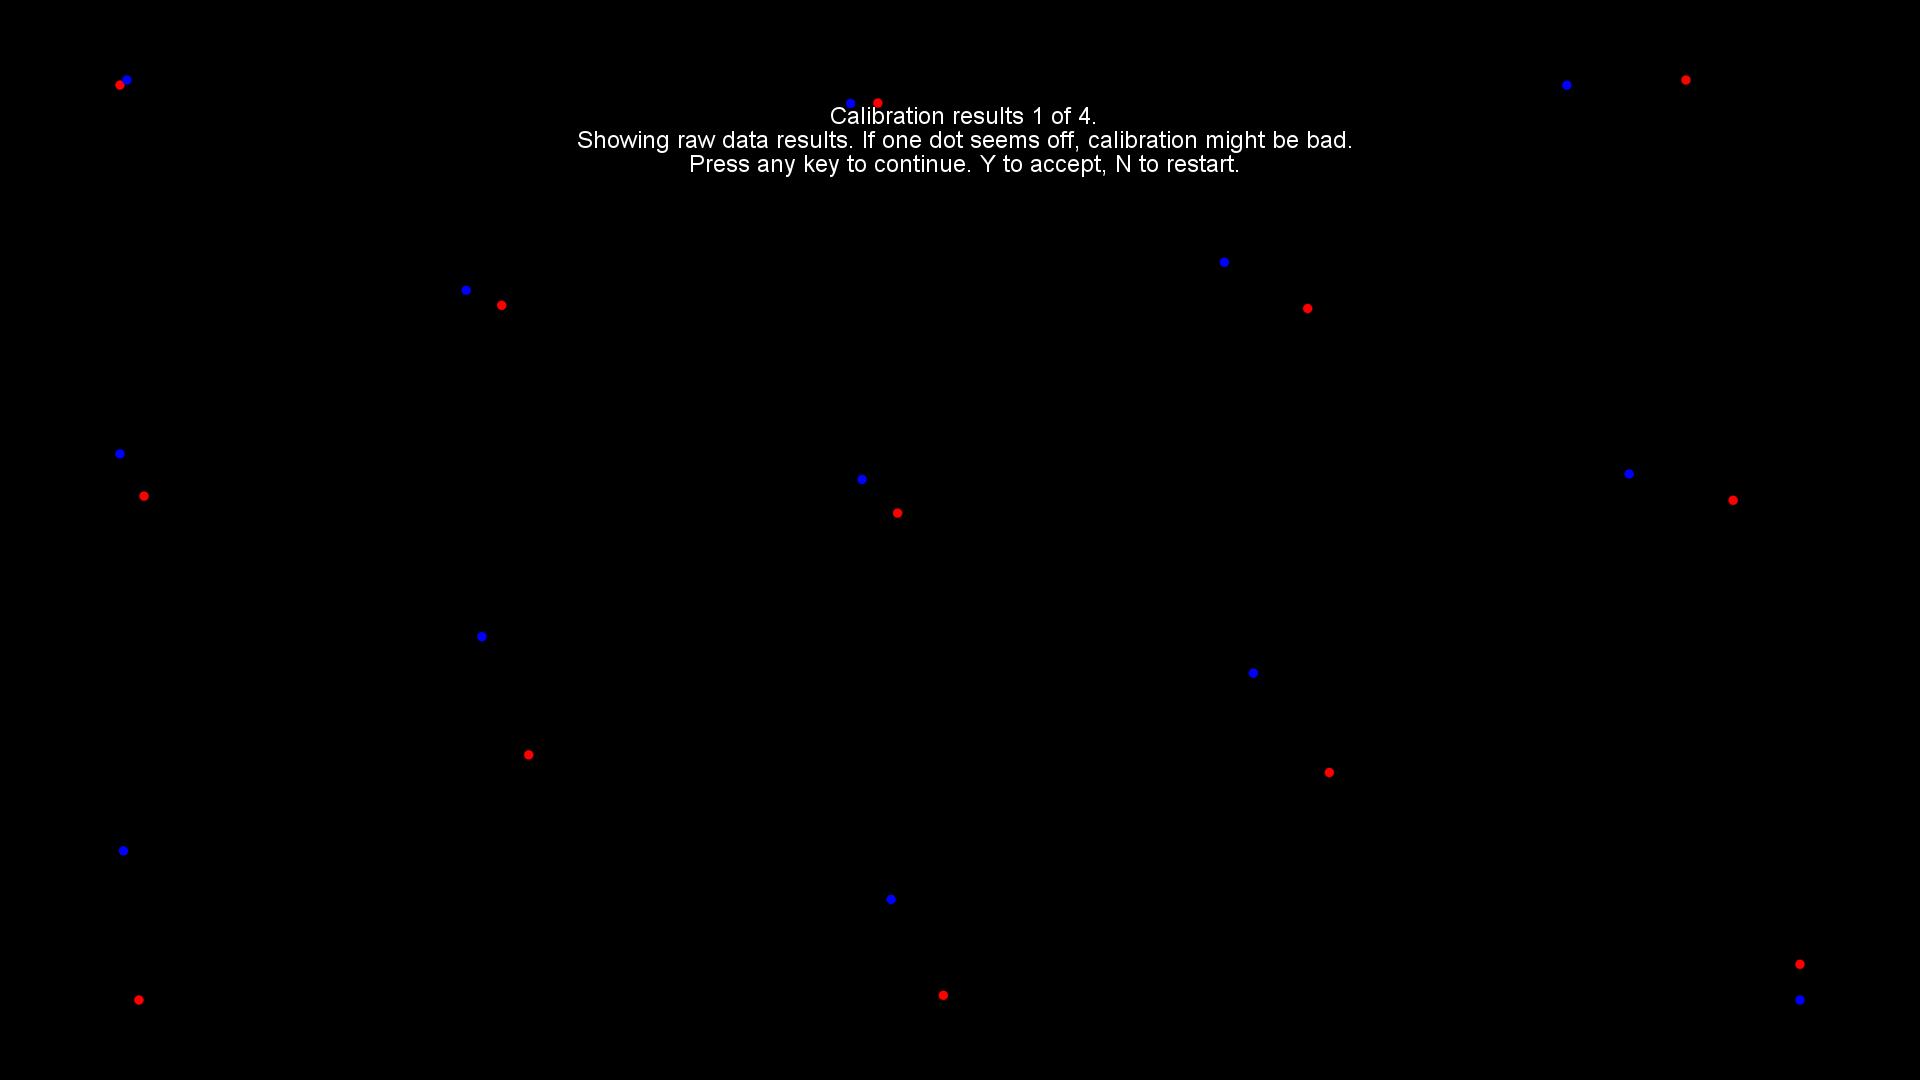 Calibration results 1 of 4.
Showing raw data results. If one dot seems off, calibration might be bad.
Press any key to continue. Y to accept, N to restart.